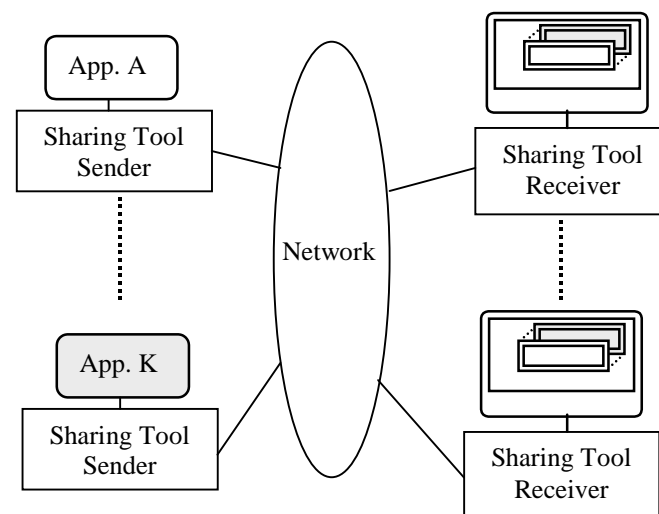 App. A
Sharing Tool
Sender
Sharing Tool
Receiver
Network
App. K
Sharing Tool
Sender
Sharing Tool
Receiver